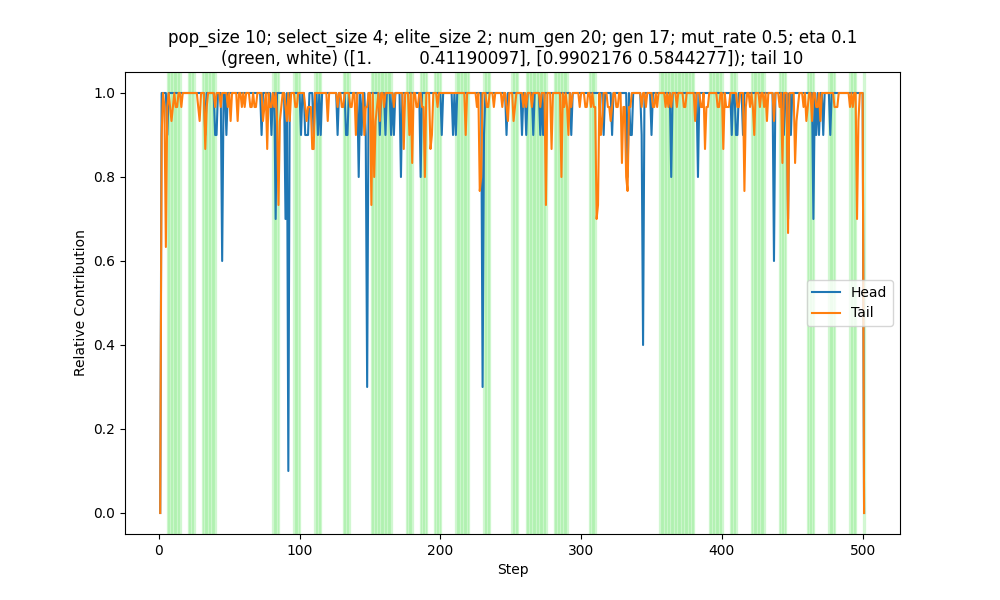 pop_size 10; select_size 4; elite_size 2; num_gen 20; gen 17; mut_rate 0.5; eta 0.1
(green, white) ([1.          0.41190097], [0.9902176 0.5844277]); tail 10
1.0
0.8
0.6
0.4
0.2
0.0
Relative Contribution
Head
Tail
0
100
200
300
400
500
Step